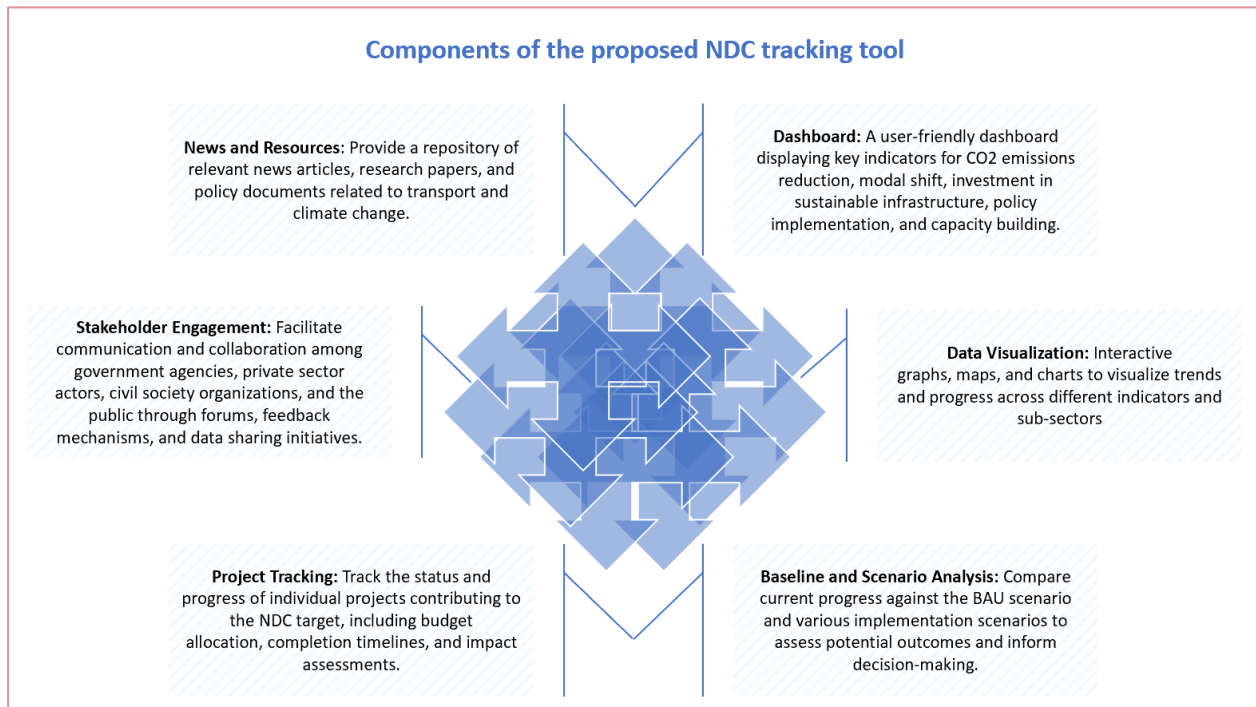 Components of the proposed NDC tracking tool
News and Resources: Provide a repository of
relevant news articles, research papers, and
policy documents related to transport and
climate change.
Dashboard: A user-friendly dashboard
displaying key indicators for CO2 emissions
reduction, modal shift, investment in
sustainable infrastructure, policy
implementation, and capacity building.
Stakeholder Engagement: Facilitate
communication and collaboration among
government agencies, private sector
actors, civil society organizations, and the
public through forums, feedback
mechanisms, and data sharing initiatives.
Data Visualization: Interactive
graphs, maps, and charts to visualize trends
and progress across different indicators and
sub-sectors
Project Tracking: Track the status and
progress of individual projects contributing to
the NDC target, including budget
allocation, completion timelines, and impact
assessments.
Baseline and Scenario Analysis: Compare
current progress against the BAU scenario
and various implementation scenarios to
assess potential outcomes and inform
decision-making.